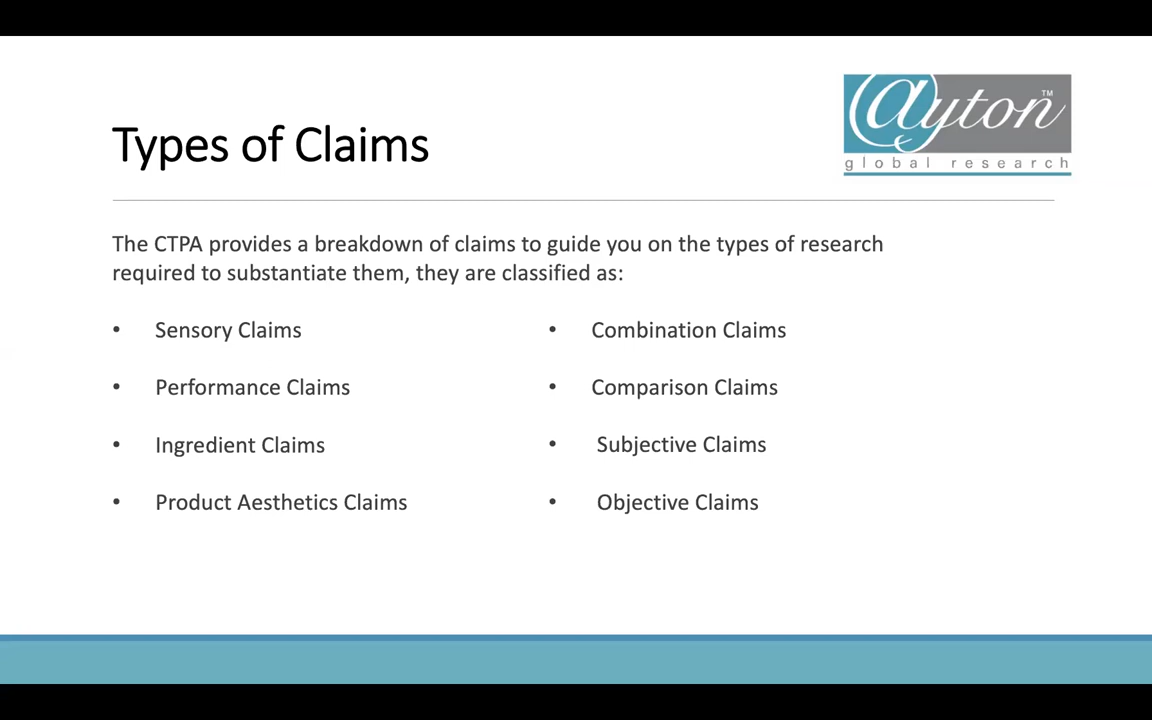 Types of Claims
@yton™
global research
The CTPA provides a breakdown of claims to guide you on the types of research
required to substantiate them, they are classified as:
• Sensory Claims
• Performance Claims
• Ingredient Claims
• Product Aesthetics Claims
• Combination Claims
• Comparison Claims
• Subjective Claims
• Objective Claims